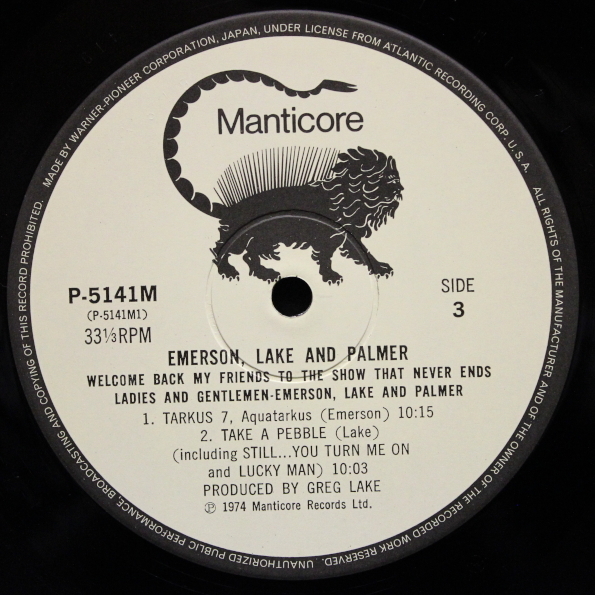 MADE BY WARNER-PIONEER CORPORATION, JAPAN, UNDER LICENSE FROM ATLANTIC RECORDING CORP. U.S.A.
ALL RIGHTS OF THE MANUFACTURER AND OF THE OWNER OF THE RECORDED WORK RESERVED. UNAUTHORIZED PUBLIC PERFORMANCE, BROADCASTING AND COPYING OF THIS RECORD PROHIBITED.
Manticore
P-5141M
(P-5141M1)
33⅓RPM
SIDE
3
EMERSON, LAKE AND PALMER
WELCOME BACK MY FRIENDS TO THE SHOW THAT NEVER ENDS
LADIES AND GENTLEMEN-EMERSON, LAKE AND PALMER
1. TARKUS 7, Aquatarkus (Emerson) 10:15
2. TAKE A PEBBLE (Lake)
(including STILL...YOU TURN ME ON
and LUCKY MAN) 10:03
PRODUCED BY GREG LAKE
℗ 1974 Manticore Records Ltd.